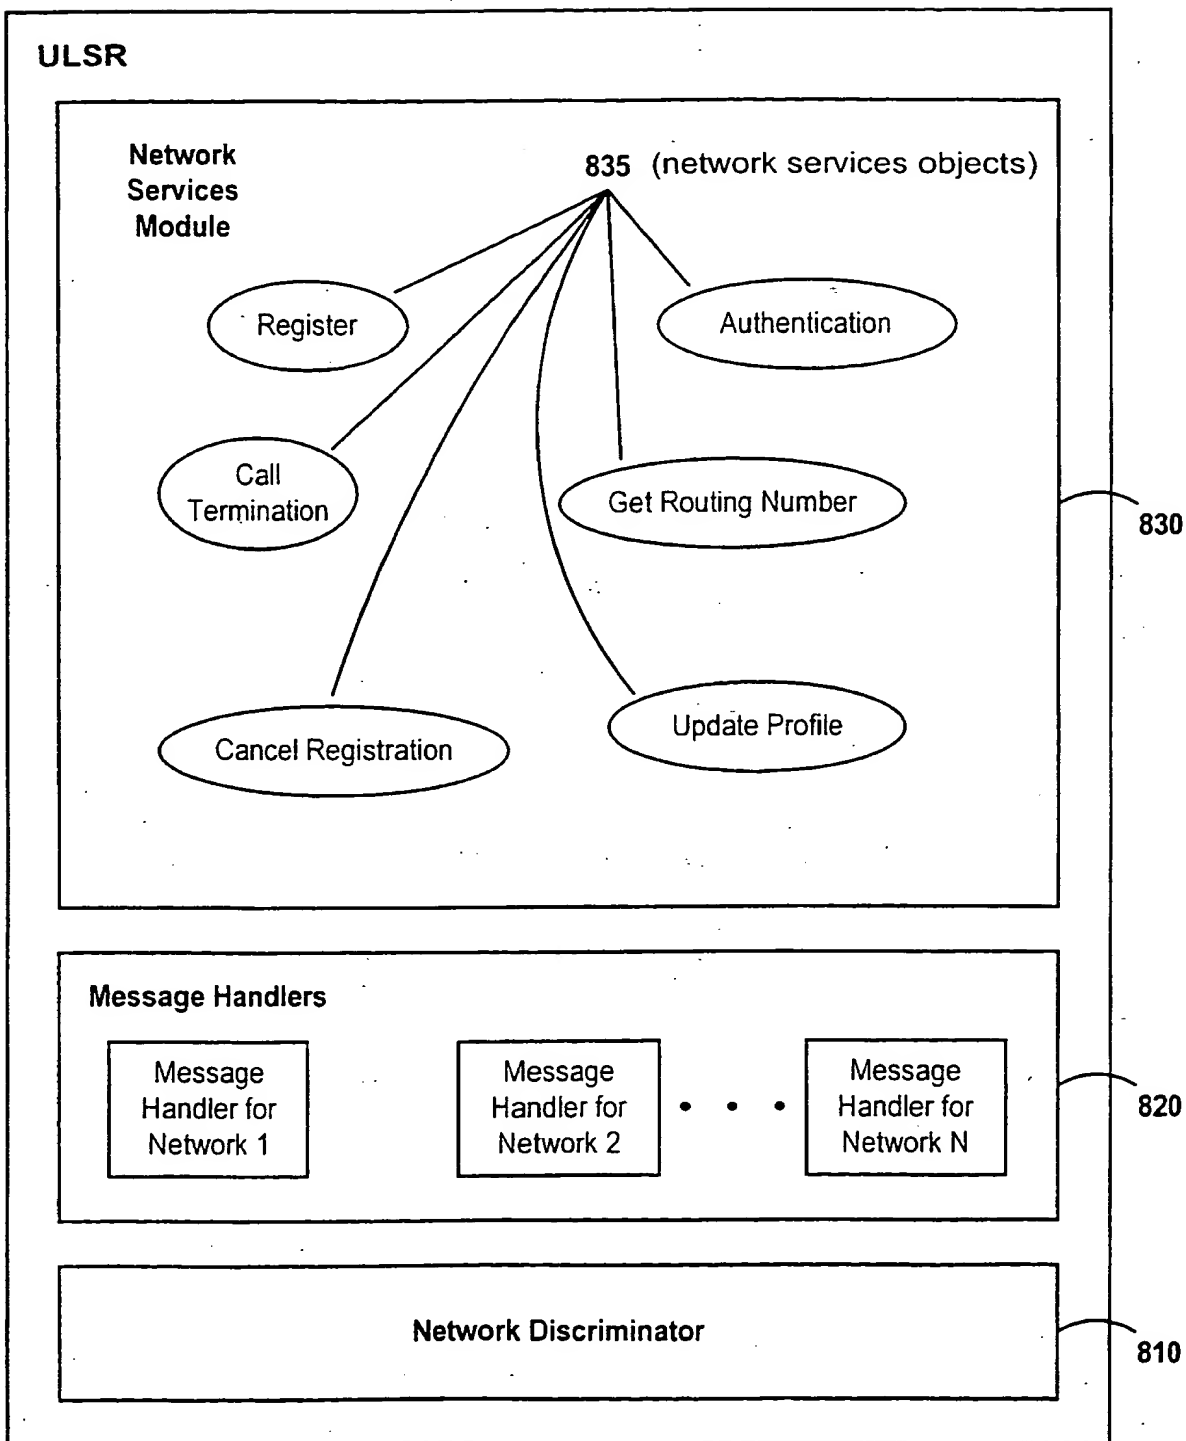 ULSR
Network
Services
Module
835 (network services objects)
Register
Authentication
Call
Termination
Get Routing Number
830
Cancel Registration
Update Profile
Message Handlers
Message
Handler for
Network 1
Message
Handler for
Network 2
• • •
Message
Handler for
Network N
820
Network Discriminator
810